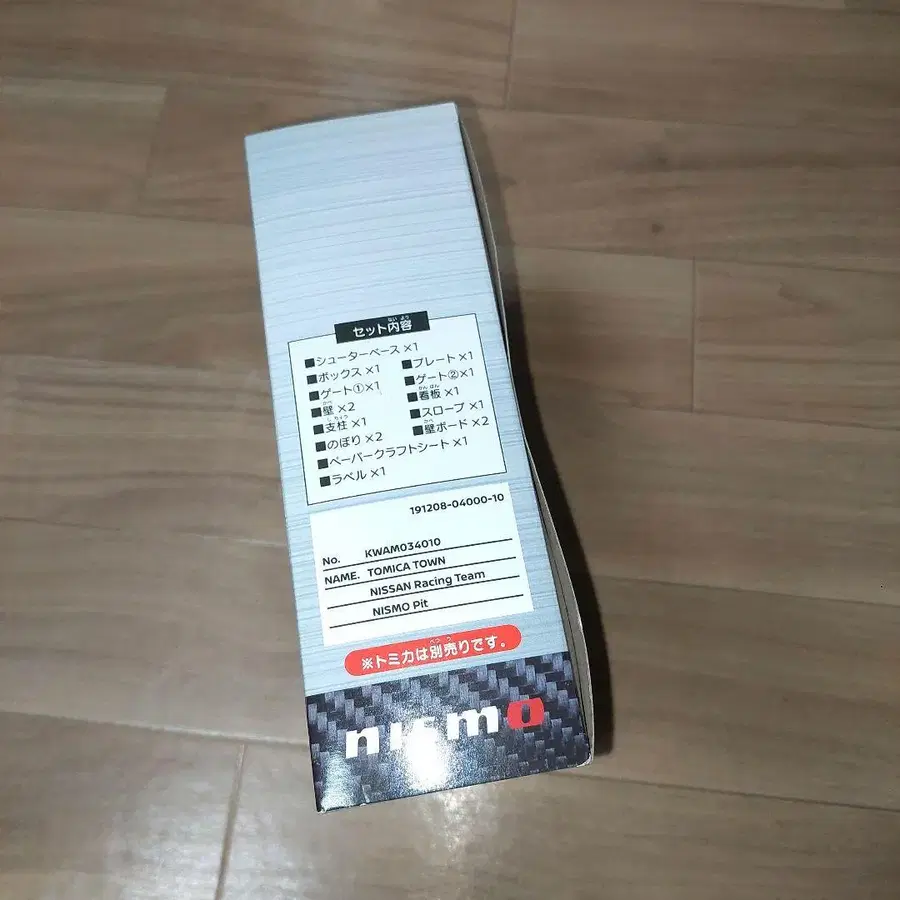 セット内容
■シューターベース ×1
■ボックス ×1 ■プレート ×1
■ゲート①×1 ■ゲート②×1
■壁 ×2 ■看板 ×1
■支柱 ×1 ■スロープ ×1
■のぼり ×2 ■壁ボード ×2
■ペーパークラフトシート ×1
■ラベル ×1
191208-04000-10
No. KWAM034010
NAME. TOMICA TOWN
NISSAN Racing Team
NISMO Pit
※トミカは別売りです。
nismo